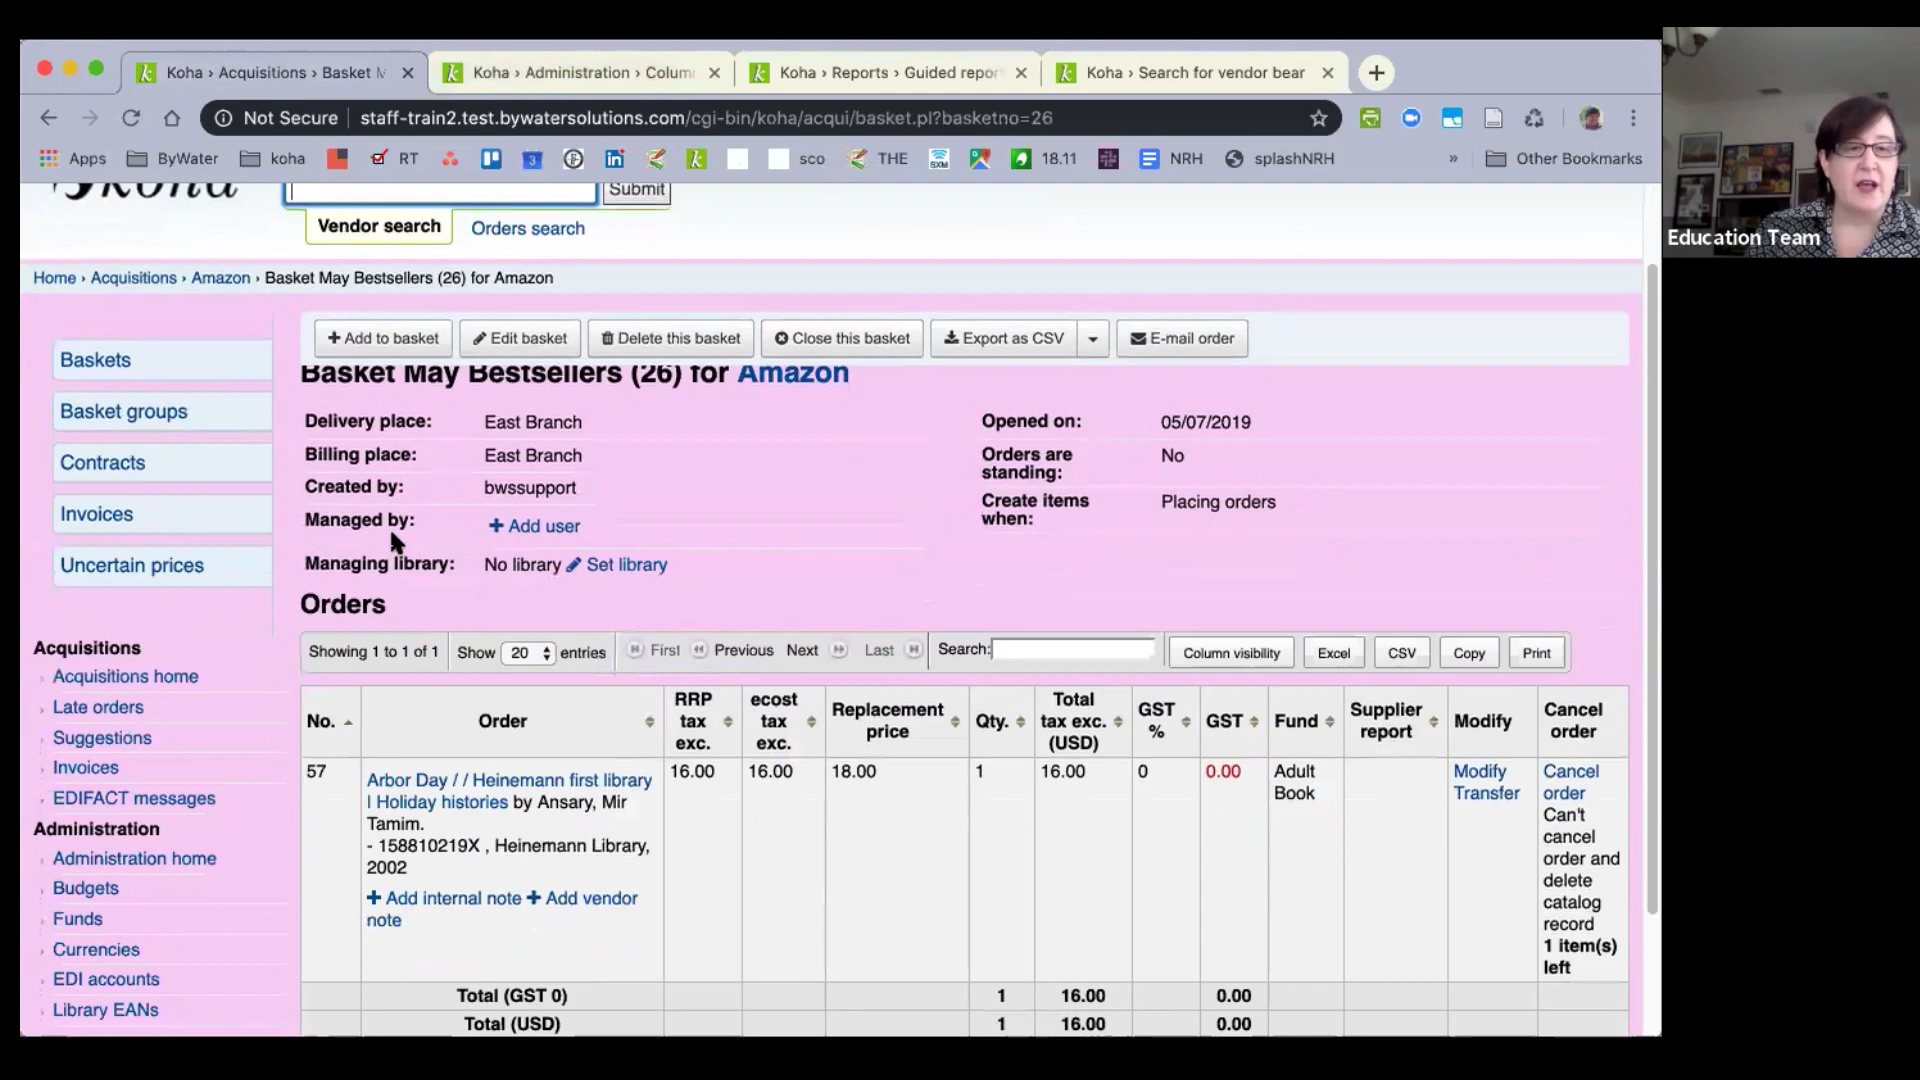 Koha › Acquisitions › Basket M
Koha › Administration › Colum
Koha › Reports › Guided repor
Koha › Search for vendor bear
Not Secure
staff-train2.test.bywatersolutions.com/cgi-bin/koha/acqui/basket.pl?basketno=26
Apps
ByWater
koha
RT
sco
THE
18.11
NRH
splashNRH
»
Other Bookmarks
Education Team
koha
Submit
Vendor search
Orders search
Home › Acquisitions › Amazon › Basket May Bestsellers (26) for Amazon
Baskets
Basket groups
Contracts
Invoices
Uncertain prices
Acquisitions
Acquisitions home
Late orders
Suggestions
Invoices
EDIFACT messages
Administration
Administration home
Budgets
Funds
Currencies
EDI accounts
Library EANs
+ Add to basket
Edit basket
Delete this basket
Close this basket
Export as CSV
E-mail order
Basket May Bestsellers (26) for Amazon
Delivery place: East Branch
Billing place: East Branch
Created by: bwssupport
Managed by: + Add user
Managing library: No library Set library
Opened on: 05/07/2019
Orders are standing: No
Create items when: Placing orders
Orders
Showing 1 to 1 of 1
Show 20 entries
First Previous Next Last
Search:
Column visibility
Excel
CSV
Copy
Print
No.
Order
RRP tax exc.
ecost tax exc.
Replacement price
Qty.
Total tax exc. (USD)
GST %
GST
Fund
Supplier report
Modify
Cancel order
57
Arbor Day / / Heinemann first library
| Holiday histories by Ansary, Mir
Tamim.
- 158810219X , Heinemann Library,
2002
+ Add internal note + Add vendor
note
16.00
16.00
18.00
1
16.00
0
0.00
Adult
Book
Modify
Transfer
Cancel
order
Can't
cancel
order and
delete
catalog
record
1 item(s)
left
Total (GST 0) 1 16.00 0.00
Total (USD) 1 16.00 0.00